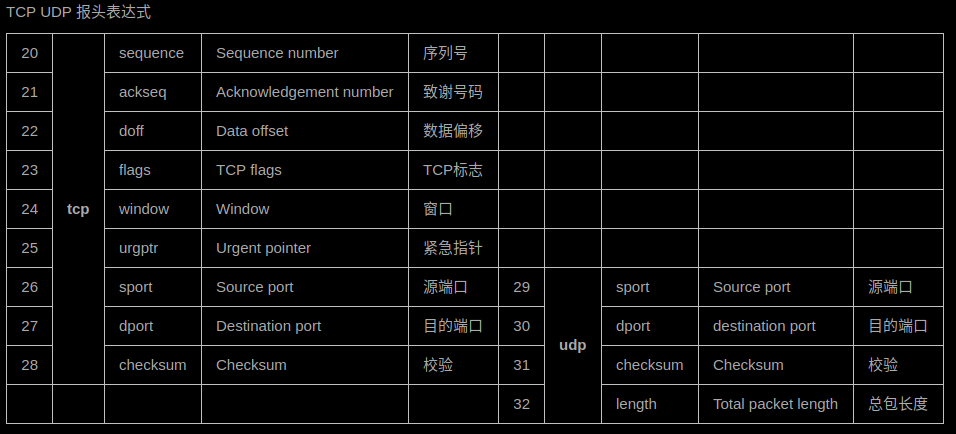 TCP UDP 报头表达式
20 sequence Sequence number 序列号
21 ackseq Acknowledgement number 致谢号码
22 doff Data offset 数据偏移
23 flags TCP flags TCP标志
24 tcp window Window 窗口
25 urgptr Urgent pointer 紧急指针
26 sport Source port 源端口 29 sport Source port 源端口
27 dport Destination port 目的端口 30 dport destination port 目的端口
udp
28 checksum Checksum 校验 31 checksum Checksum 校验
32 length Total packet length 总包长度